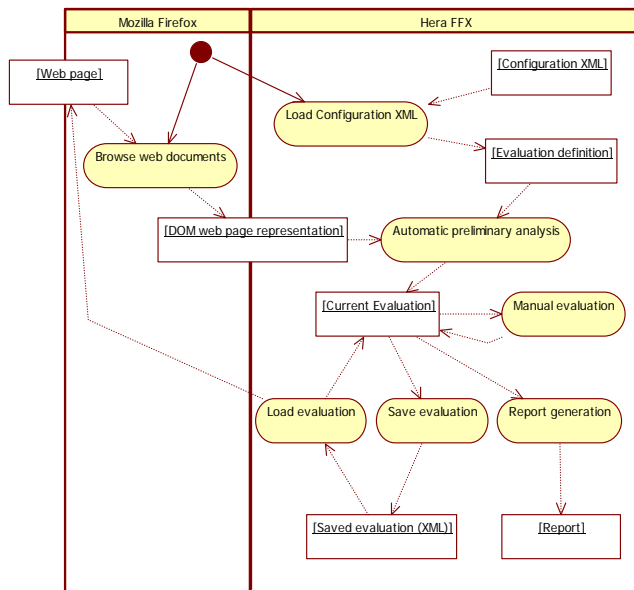 Mozilla Firefox
Hera FFX
[Web page]
[Configuration XML]
Load Configuration XML
Browse web documents
[Evaluation definition]
[DOM web page representation]
Automatic preliminary analysis
[Current Evaluation]
Manual evaluation
Load evaluation
Save evaluation
Report generation
[Saved evaluation (XML)]
[Report]